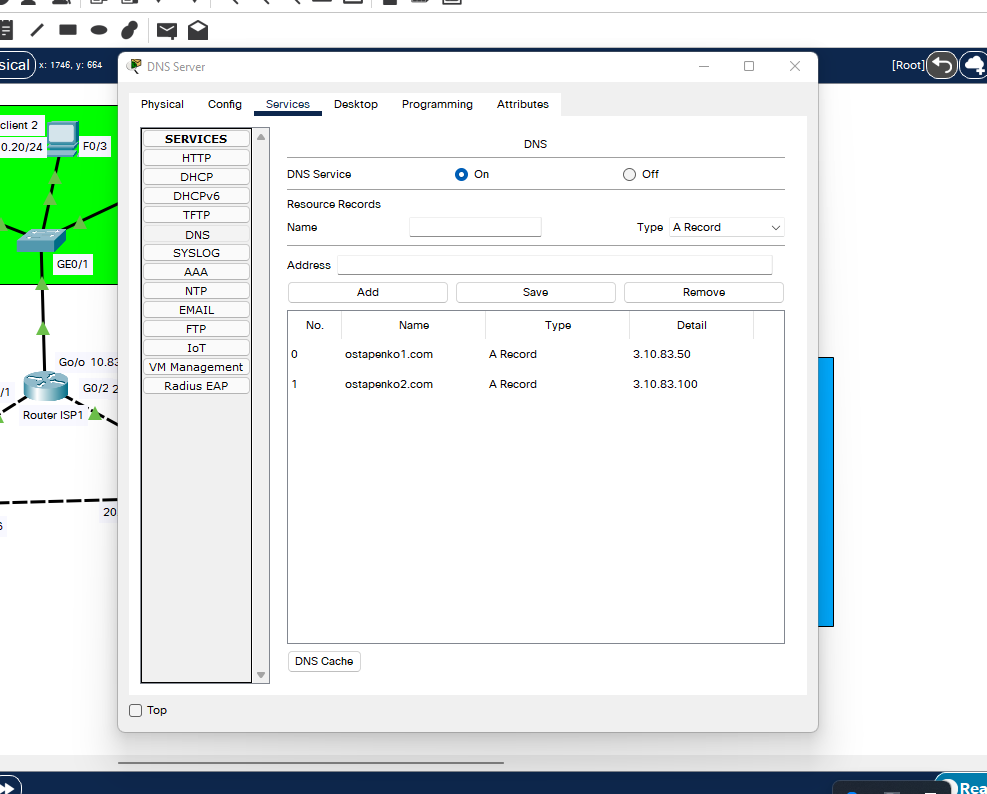 sical
x: 1746, y: 664
[Root]
DNS Server
Physical Config Services Desktop Programming Attributes
client 2
0.20/24
F0/3
GE0/1
Go/o 10.83
/1
G0/2 2
Router ISP1
20
6
SERVICES
HTTP
DHCP
DHCPv6
TFTP
DNS
SYSLOG
AAA
NTP
EMAIL
FTP
IoT
VM Management
Radius EAP
DNS
DNS Service On Off
Resource Records
Name Type A Record
Address
Add Save Remove
No. Name Type Detail
0 ostapenko1.com A Record 3.10.83.50
1 ostapenko2.com A Record 3.10.83.100
DNS Cache
Top
Rea